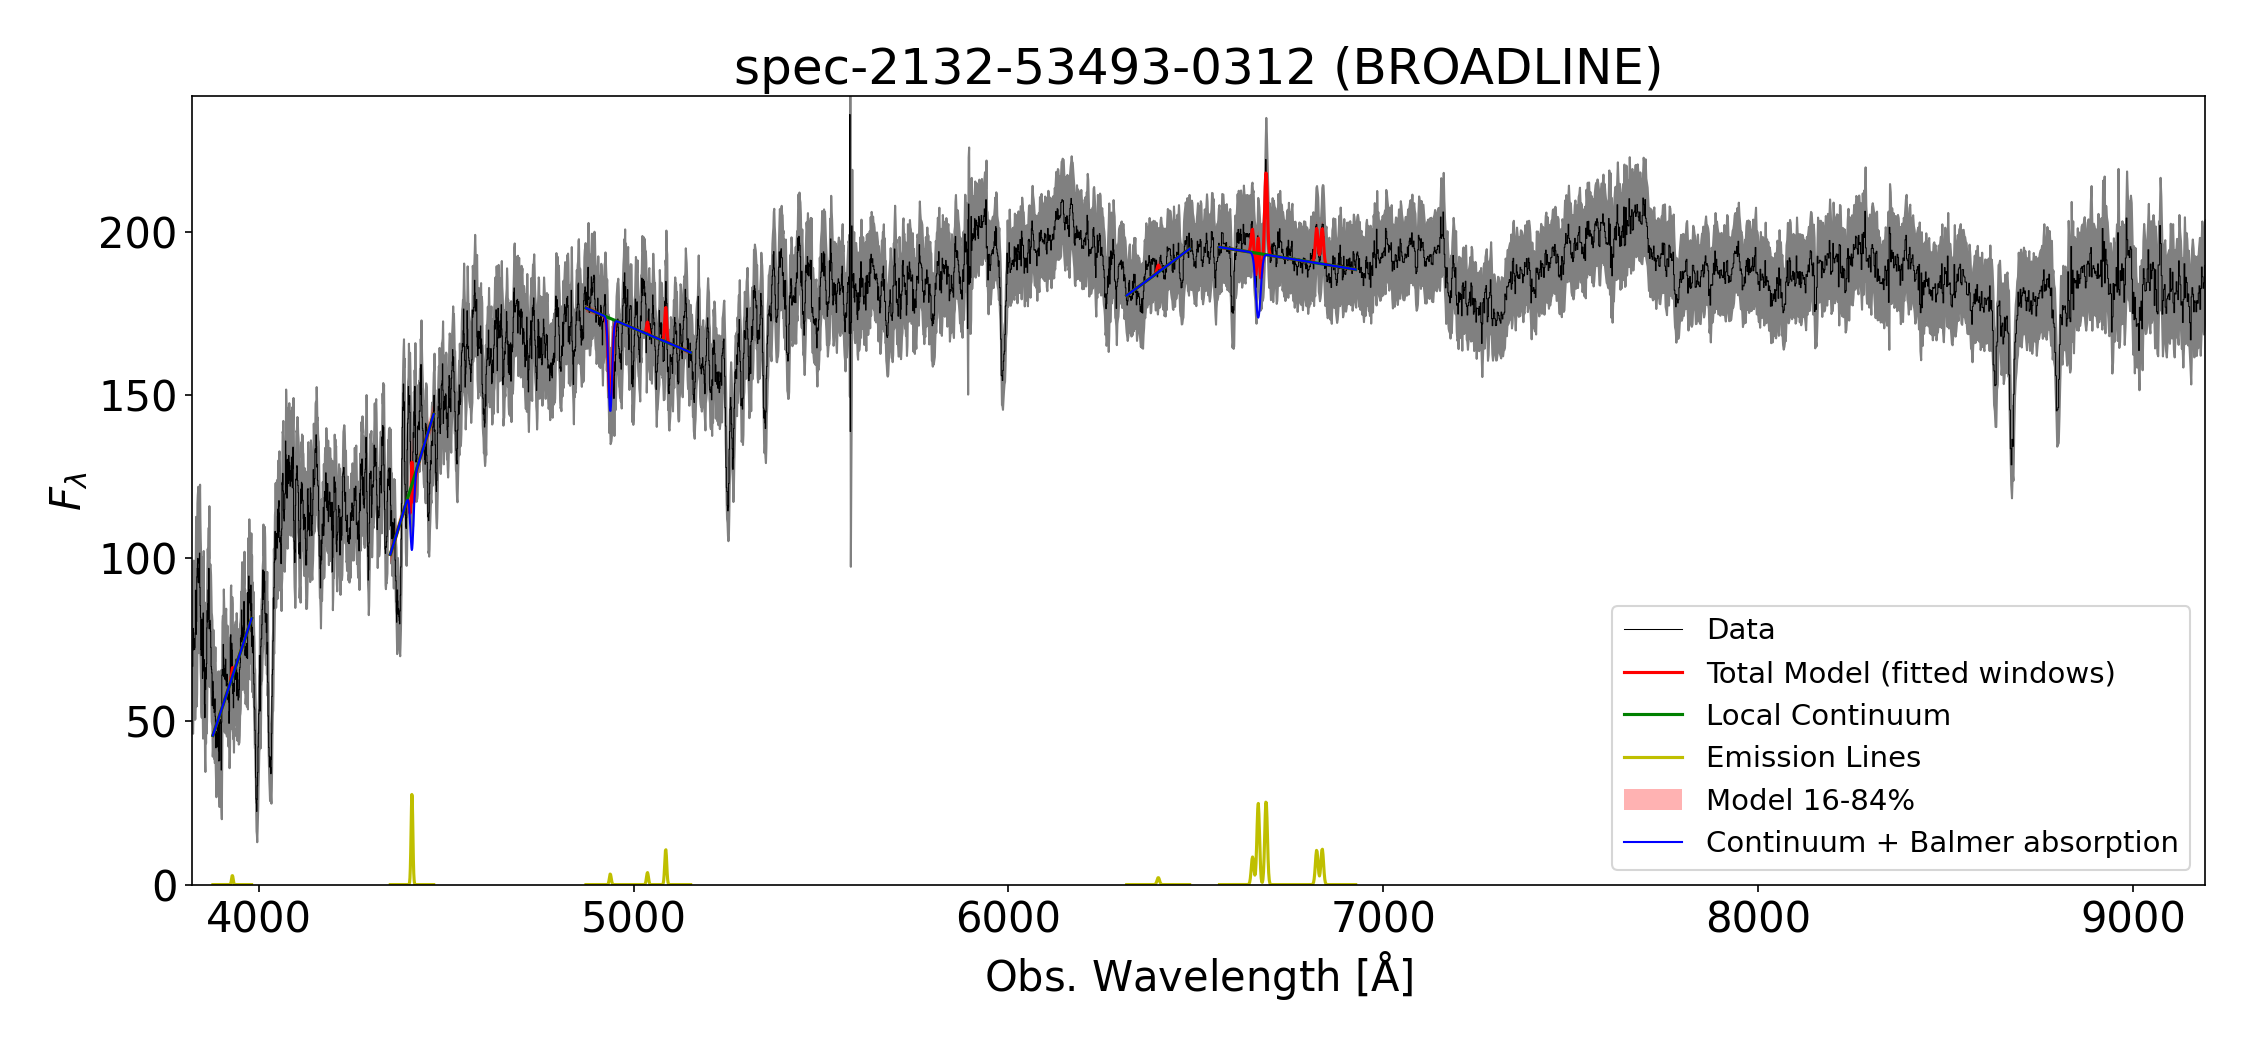 spec-2132-53493-0312 (BROADLINE)
200
150
100
50
0
Fλ
4000 5000 6000 7000 8000 9000
Obs. Wavelength [Å]
Data
Total Model (fitted windows)
Local Continuum
Emission Lines
Model 16-84%
Continuum + Balmer absorption